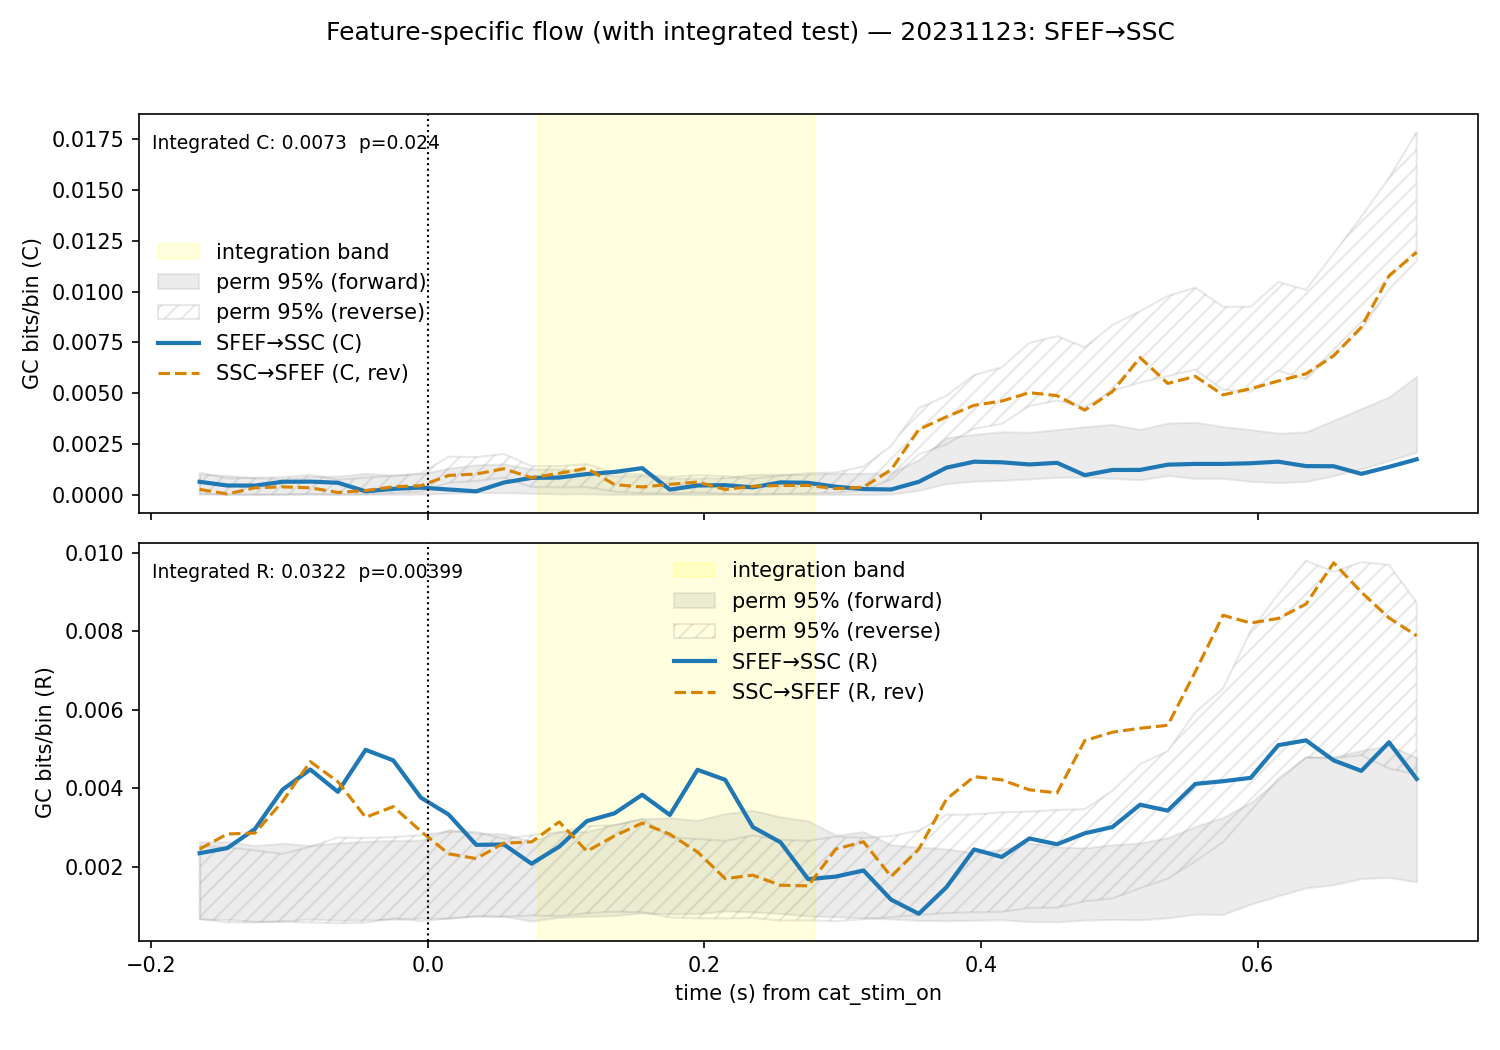 Feature-specific flow (with integrated test) — 20231123: SFEF→SSC
GC bits/bin (C)
0.0175
0.0150
0.0125
0.0100
0.0075
0.0050
0.0025
0.0000
Integrated C: 0.0073  p=0.024
integration band
perm 95% (forward)
perm 95% (reverse)
SFEF→SSC (C)
SSC→SFEF (C, rev)
GC bits/bin (R)
0.010
0.008
0.006
0.004
0.002
Integrated R: 0.0322  p=0.00399
integration band
perm 95% (forward)
perm 95% (reverse)
SFEF→SSC (R)
SSC→SFEF (R, rev)
−0.2 0.0 0.2 0.4 0.6
time (s) from cat_stim_on